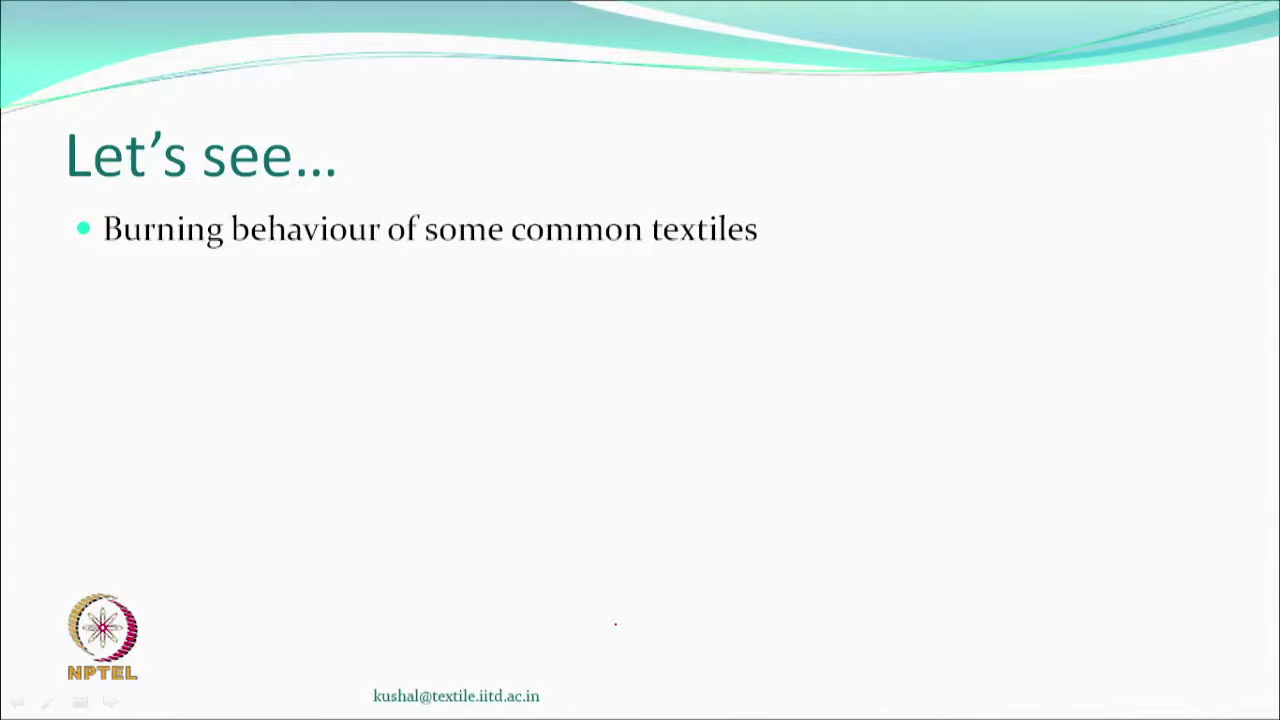 Let's see...
Burning behaviour of some common textiles
NPTEL
kushal@textile.iitd.ac.in